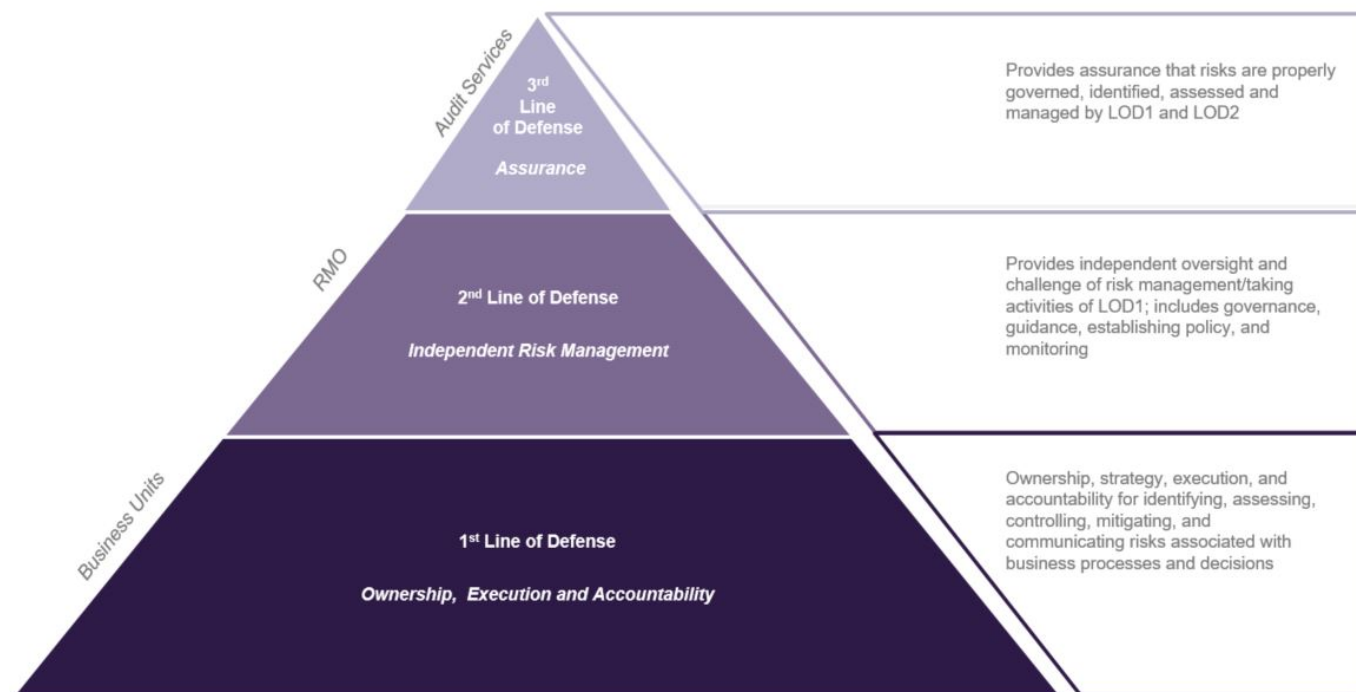 Audit Services
3rd
Line
of Defense
Assurance
Provides assurance that risks are properly
governed, identified, assessed and
managed by LOD1 and LOD2
RMO
2nd Line of Defense
Independent Risk Management
Provides independent oversight and
challenge of risk management/taking
activities of LOD1; includes governance,
guidance, establishing policy, and
monitoring
Business Units
1st Line of Defense
Ownership, Execution and Accountability
Ownership, strategy, execution, and
accountability for identifying, assessing,
controlling, mitigating, and
communicating risks associated with
business processes and decisions